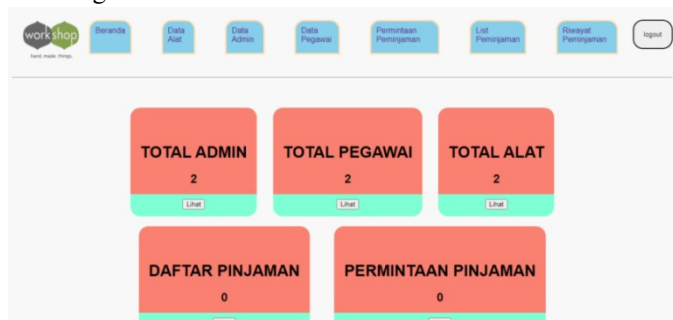 workshop
hand. made. things.
Beranda
Data
Alat
Data
Admin
Data
Pegawai
Permintaan
Peminjaman
List
Peminjaman
Riwayat
Peminjaman
logout
TOTAL ADMIN
2
Lihat
TOTAL PEGAWAI
2
Lihat
TOTAL ALAT
2
Lihat
DAFTAR PINJAMAN
0
PERMINTAAN PINJAMAN
0